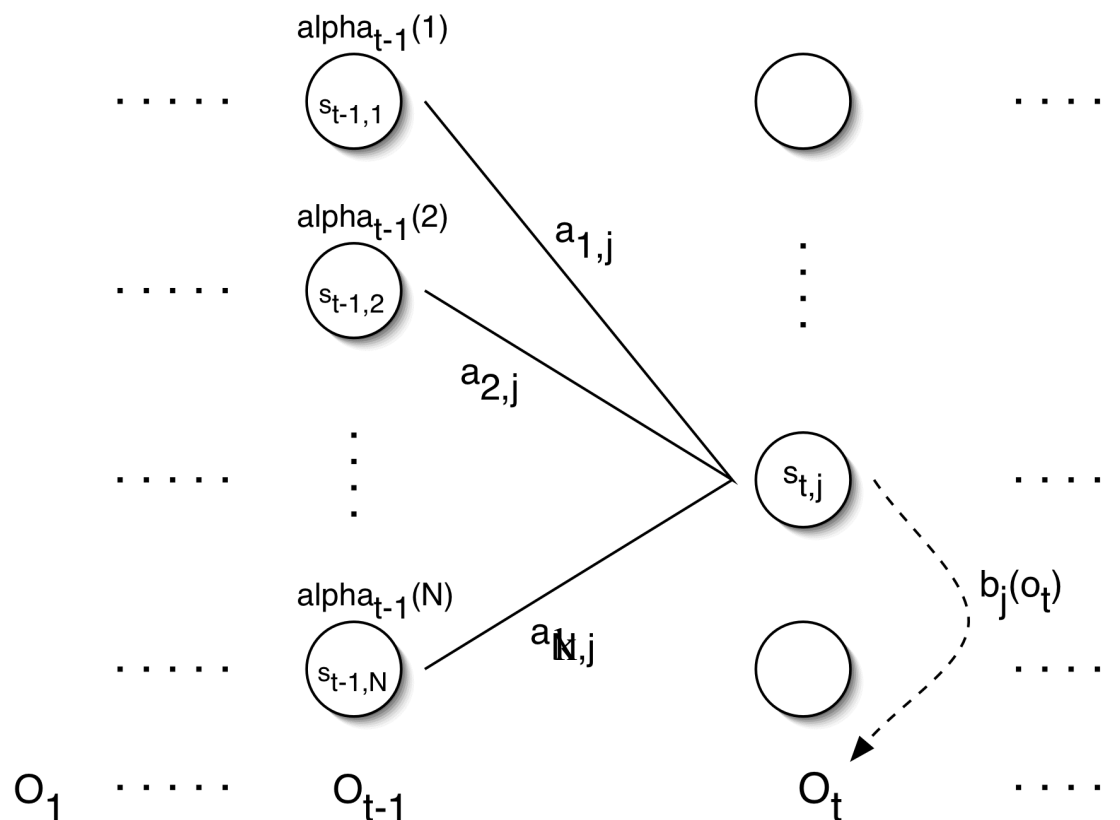 alpha_t-1(1)
s_t-1,1
alpha_t-1(2)
s_t-1,2
a_1,j
a_2,j
s_t,j
alpha_t-1(N)
s_t-1,N
b_j(o_t)
O_1 ..... O_t-1 O_t ....